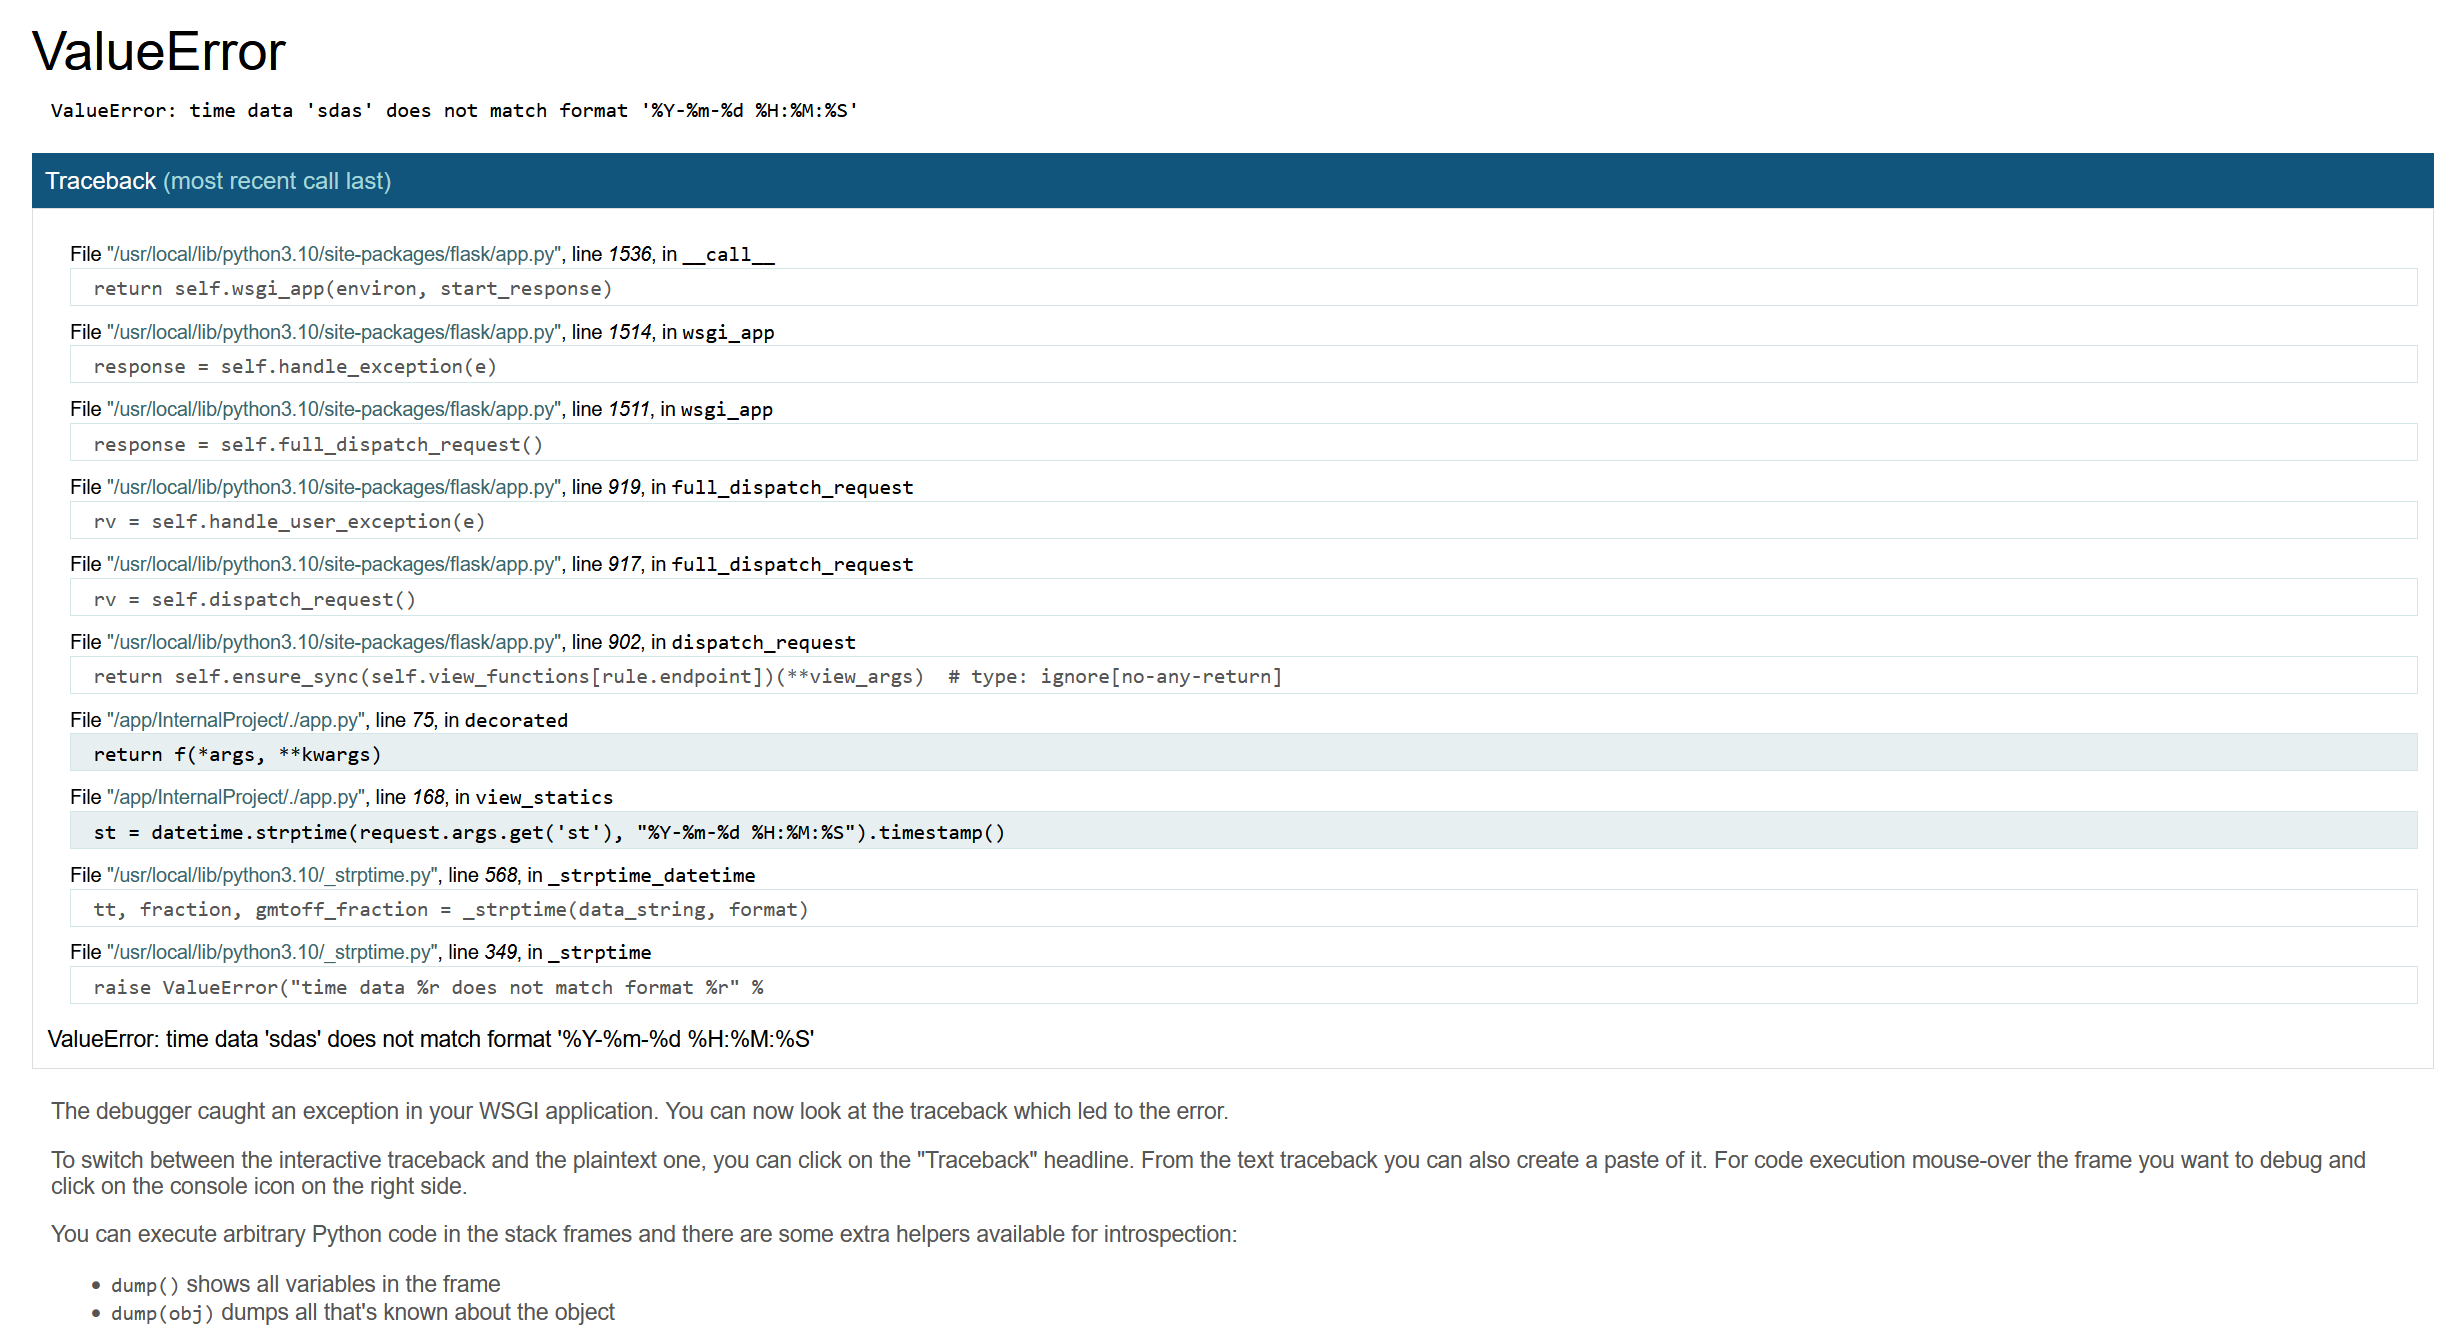 ValueError
ValueError: time data 'sdas' does not match format '%Y-%m-%d %H:%M:%S'
Traceback (most recent call last)
File "/usr/local/lib/python3.10/site-packages/flask/app.py", line 1536, in __call__
return self.wsgi_app(environ, start_response)
File "/usr/local/lib/python3.10/site-packages/flask/app.py", line 1514, in wsgi_app
response = self.handle_exception(e)
File "/usr/local/lib/python3.10/site-packages/flask/app.py", line 1511, in wsgi_app
response = self.full_dispatch_request()
File "/usr/local/lib/python3.10/site-packages/flask/app.py", line 919, in full_dispatch_request
rv = self.handle_user_exception(e)
File "/usr/local/lib/python3.10/site-packages/flask/app.py", line 917, in full_dispatch_request
rv = self.dispatch_request()
File "/usr/local/lib/python3.10/site-packages/flask/app.py", line 902, in dispatch_request
return self.ensure_sync(self.view_functions[rule.endpoint])(**view_args)  # type: ignore[no-any-return]
File "/app/InternalProject/./app.py", line 75, in decorated
return f(*args, **kwargs)
File "/app/InternalProject/./app.py", line 168, in view_statics
st = datetime.strptime(request.args.get('st'), "%Y-%m-%d %H:%M:%S").timestamp()
File "/usr/local/lib/python3.10/_strptime.py", line 568, in _strptime_datetime
tt, fraction, gmtoff_fraction = _strptime(data_string, format)
File "/usr/local/lib/python3.10/_strptime.py", line 349, in _strptime
raise ValueError("time data %r does not match format %r" %
ValueError: time data 'sdas' does not match format '%Y-%m-%d %H:%M:%S'
The debugger caught an exception in your WSGI application. You can now look at the traceback which led to the error.
To switch between the interactive traceback and the plaintext one, you can click on the "Traceback" headline. From the text traceback you can also create a paste of it. For code execution mouse-over the frame you want to debug and
click on the console icon on the right side.
You can execute arbitrary Python code in the stack frames and there are some extra helpers available for introspection:
• dump() shows all variables in the frame
• dump(obj) dumps all that's known about the object